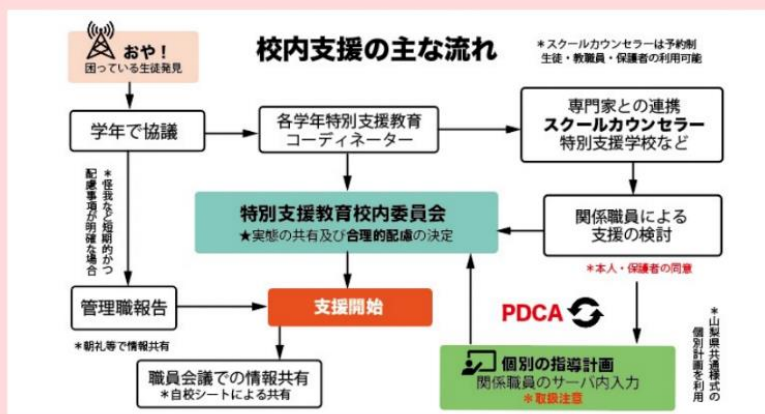 おや！
困っている生徒発見
校内支援の主な流れ
＊スクールカウンセラーは予約制
生徒・教職員・保護者の利用可能
学年で協議
各学年特別支援教育
コーディネーター
専門家との連携
スクールカウンセラー
特別支援学校など
＊怪我など短期的かつ
配慮事項が明確な場合
特別支援教育校内委員会
★実態の共有及び合理的配慮の決定
関係職員による
支援の検討
＊本人・保護者の同意
管理職報告
＊朝礼等で情報共有
支援開始
PDCA
＊山梨県共通様式の
個別計画を利用
職員会議での情報共有
＊自校シートによる共有
個別の指導計画
関係職員のサーバ内入力
＊取扱注意